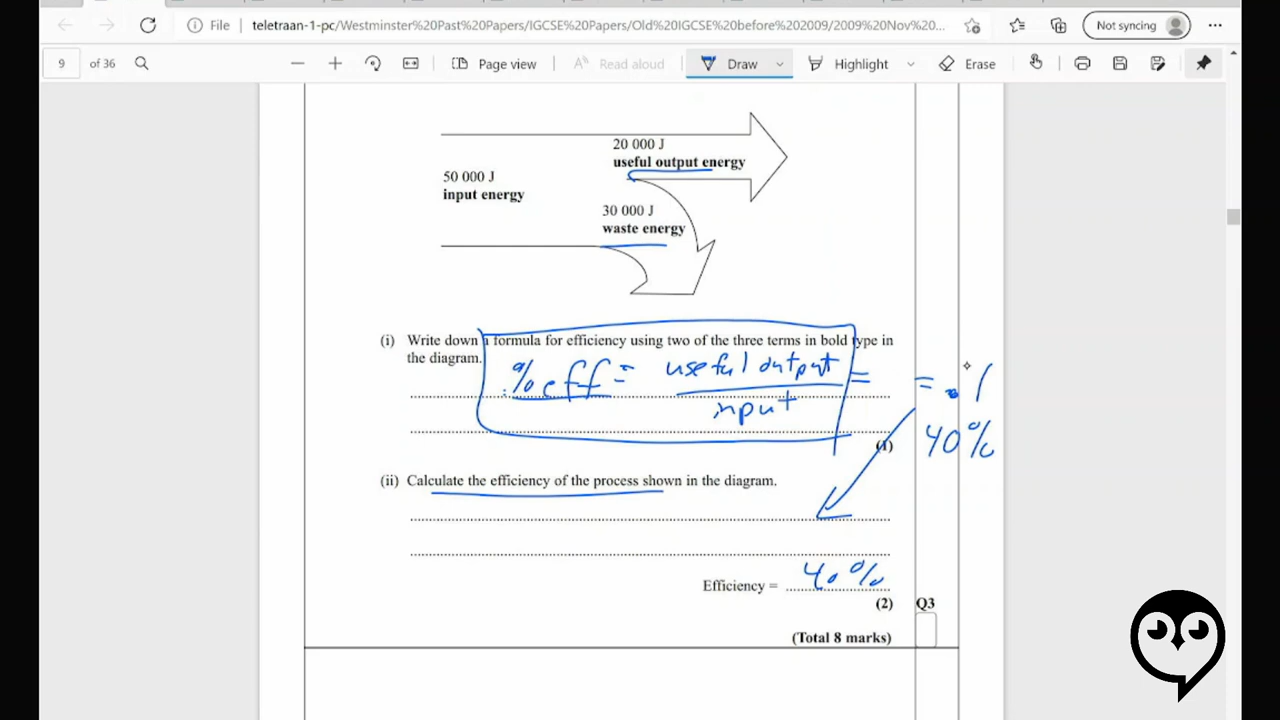 File
teletraan-1-pc/Westminster%20Past%20Papers/IGCSE%20Papers/Old%20IGCSE%20before%202009/2009%20Nov%20...
Not syncing
9 of 36
Page view
Read aloud
Draw
Highlight
Erase
20 000 J
useful output energy
50 000 J
input energy
30 000 J
waste energy
(i) Write down a formula for efficiency using two of the three terms in bold type in
the diagram.
% eff = useful output =
input
=
40%
(1)
(ii) Calculate the efficiency of the process shown in the diagram.
Efficiency = 40%
(2) Q3
(Total 8 marks)